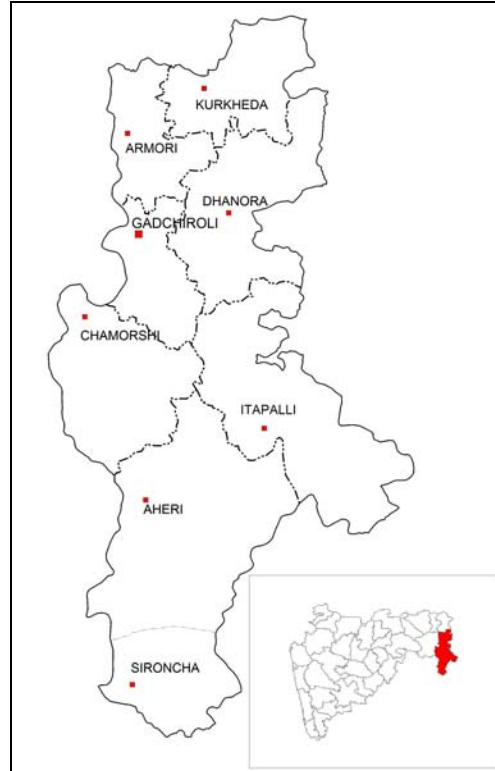 KURKHEDA
ARMORI
DHANORA
GADCHIROLI
CHAMORSHI
ITAPALLI
AHERI
SIRONCHA